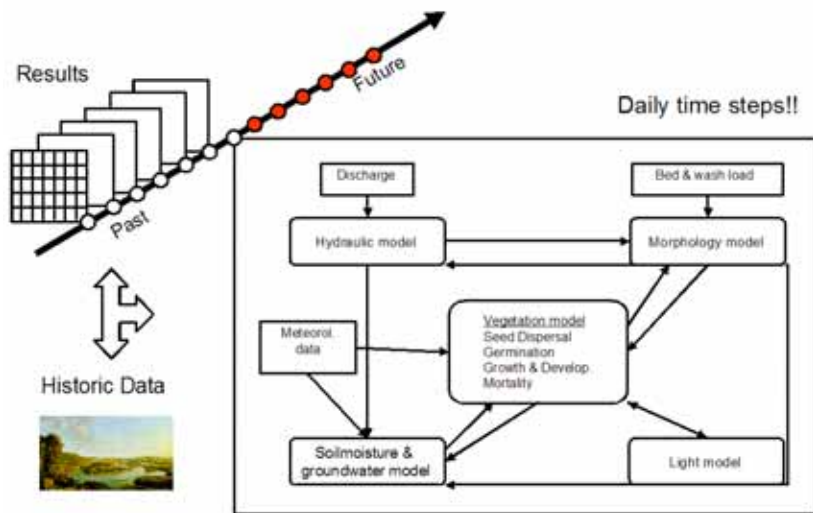 Results
Future
Past
Daily time steps!!
Discharge
Bed & wash load
Hydraulic model
Morphology model
Meteorol.
data
Vegetation model
Seed Dispersal
Germination
Growth & Develop.
Mortality
Historic Data
Soilmoisture &
groundwater model
Light model